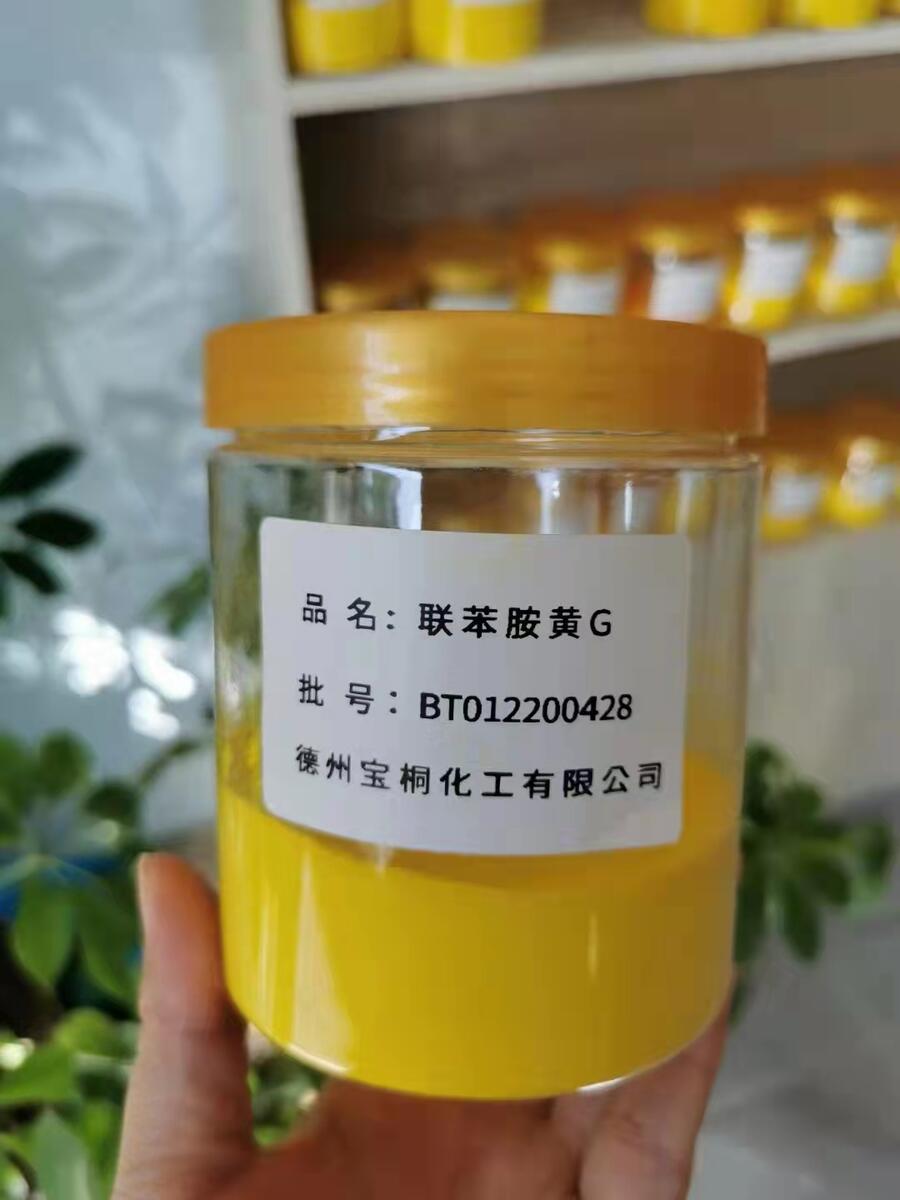 品 名：联苯胺黄G
批 号：BT012200428
德州宝桐化工有限公司